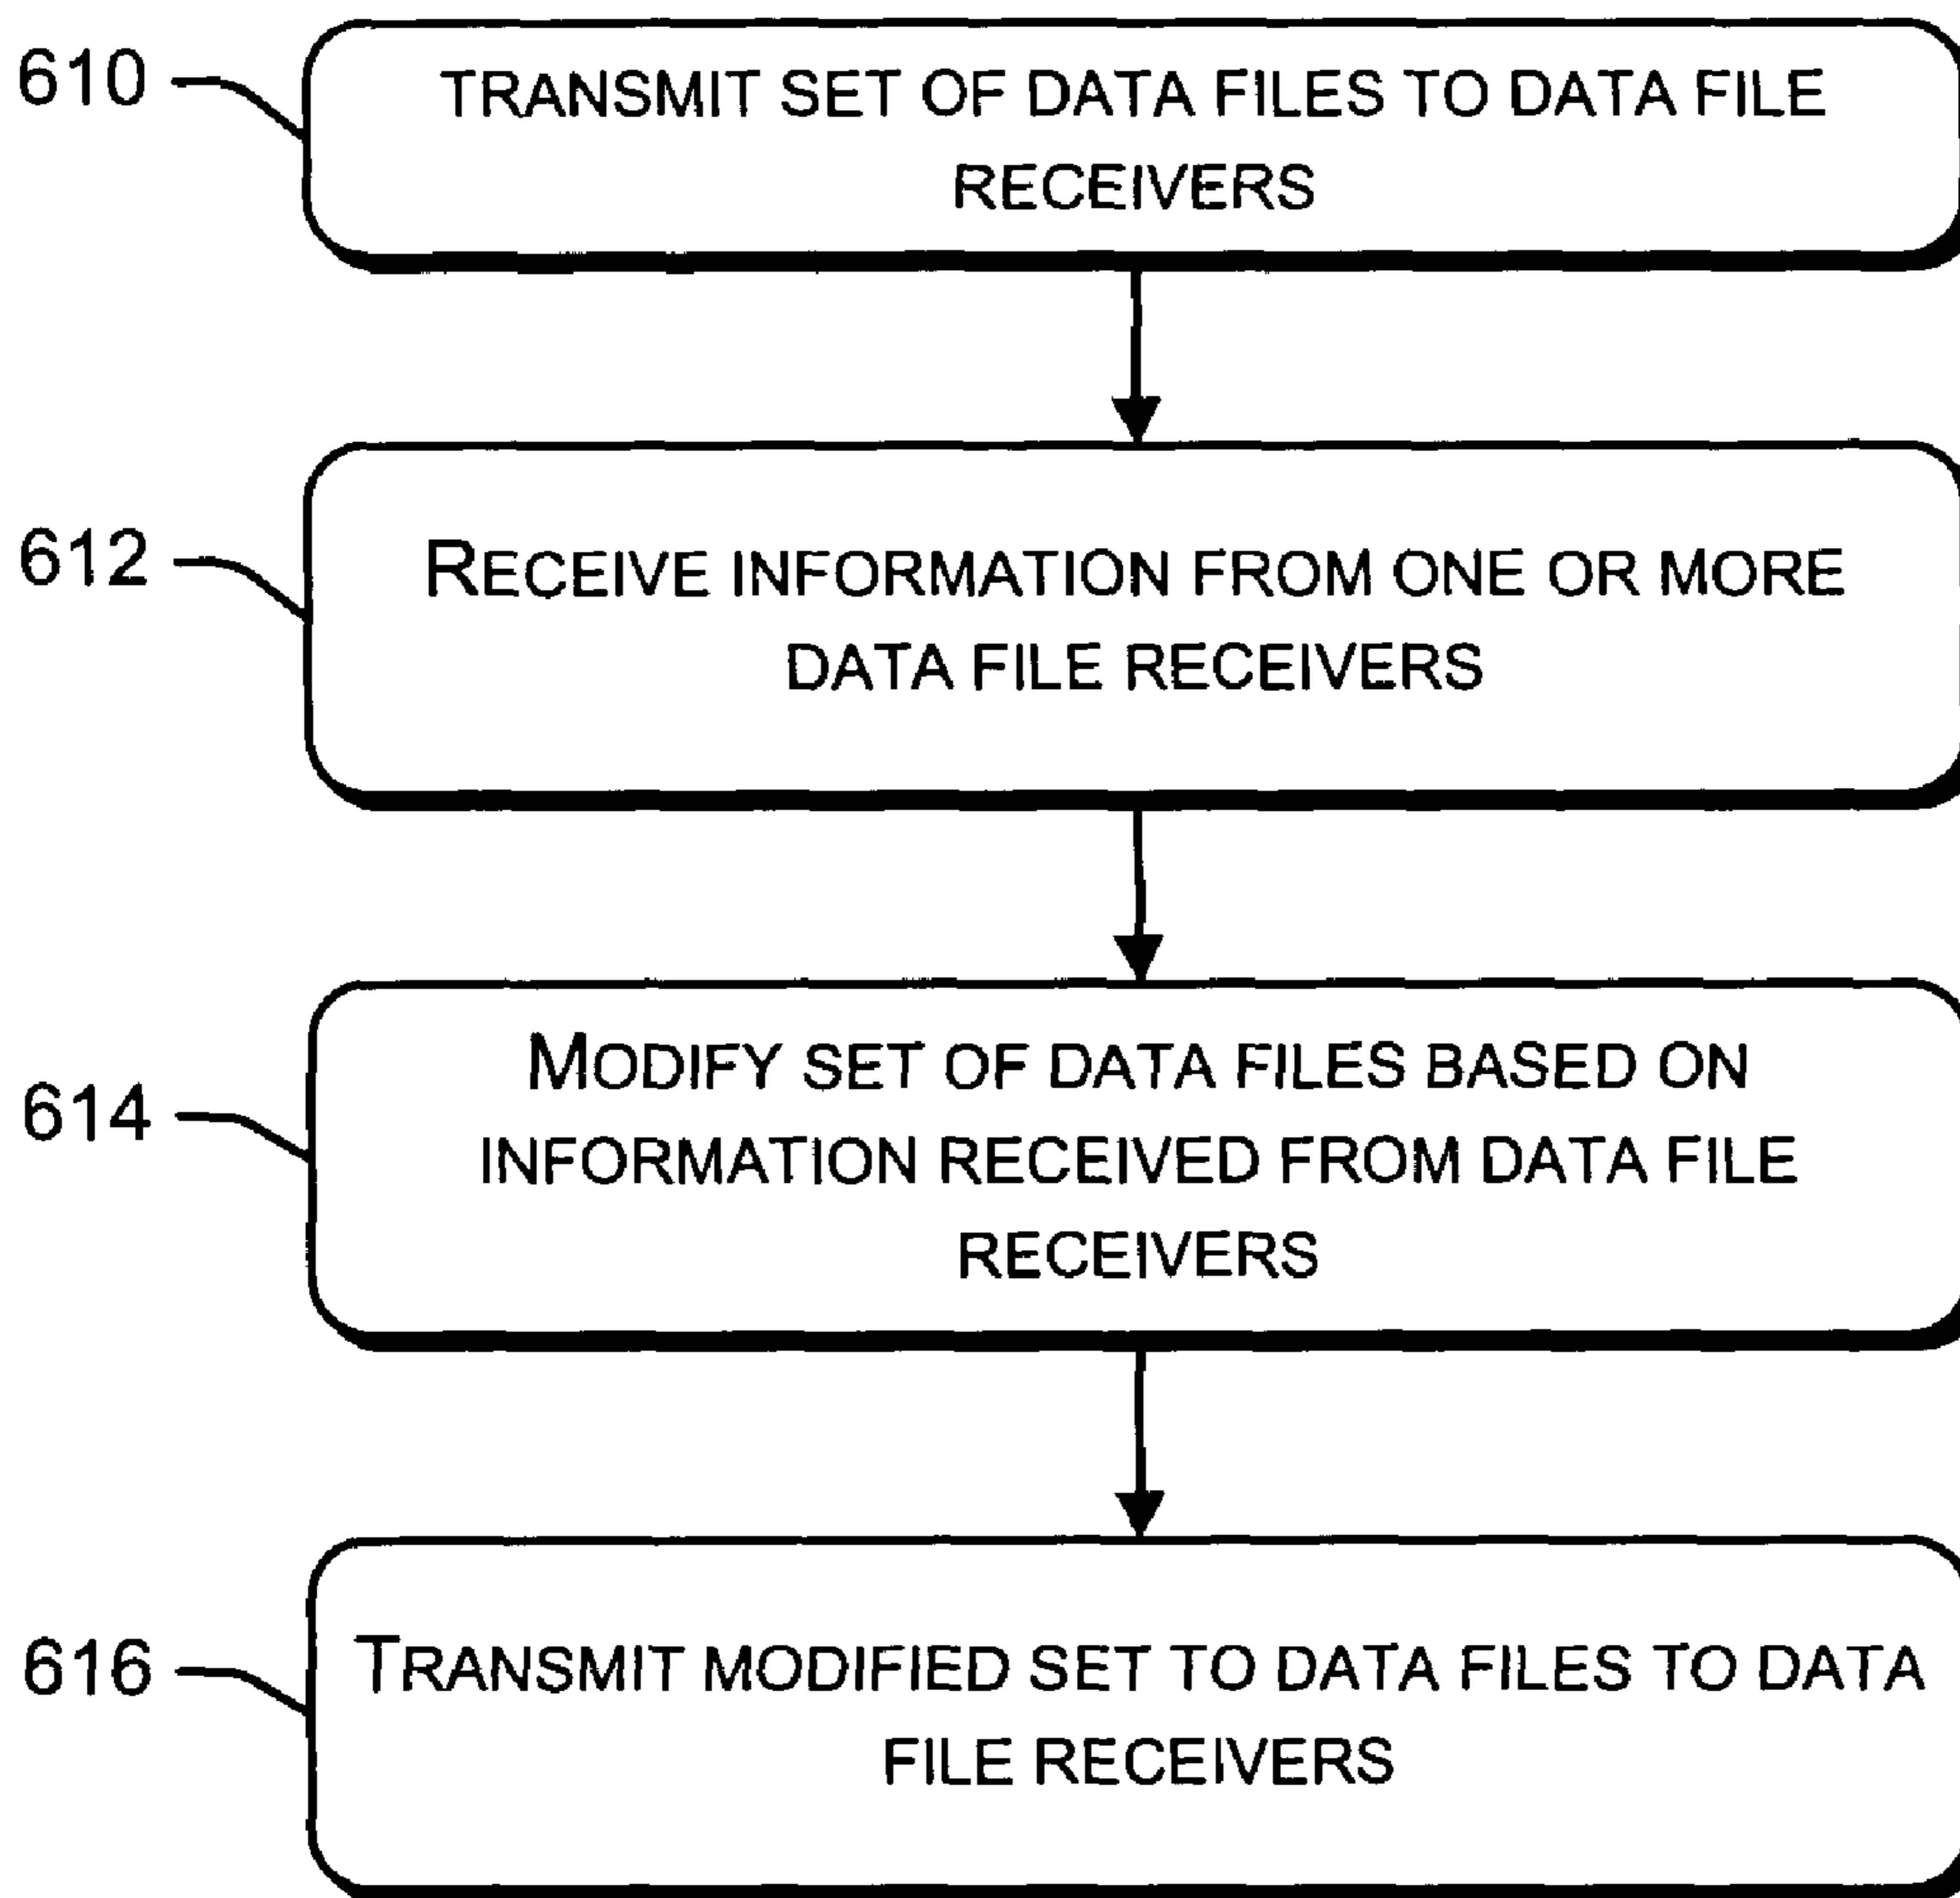 610
TRANSMIT SET OF DATA FILES TO DATA FILE
RECEIVERS
612
RECEIVE INFORMATION FROM ONE OR MORE
DATA FILE RECEIVERS
614
MODIFY SET OF DATA FILES BASED ON
INFORMATION RECEIVED FROM DATA FILE
RECEIVERS
616
TRANSMIT MODIFIED SET TO DATA FILES TO DATA
FILE RECEIVERS